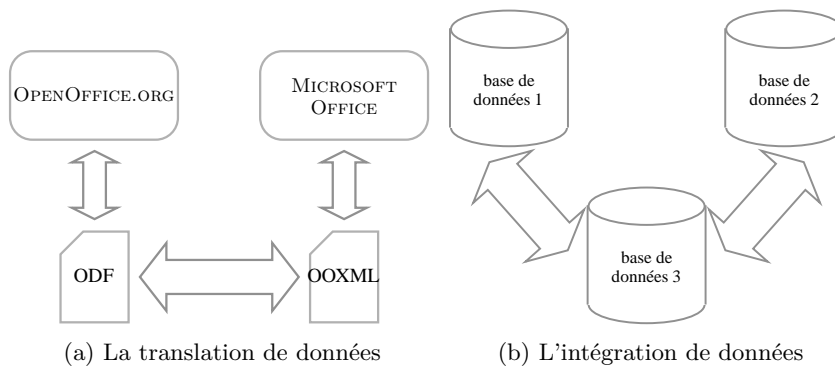 OPENOFFICE.ORG
MICROSOFT
OFFICE
ODF
OOXML
(a) La translation de données
base de
données 1
base de
données 2
base de
données 3
(b) L'intégration de données